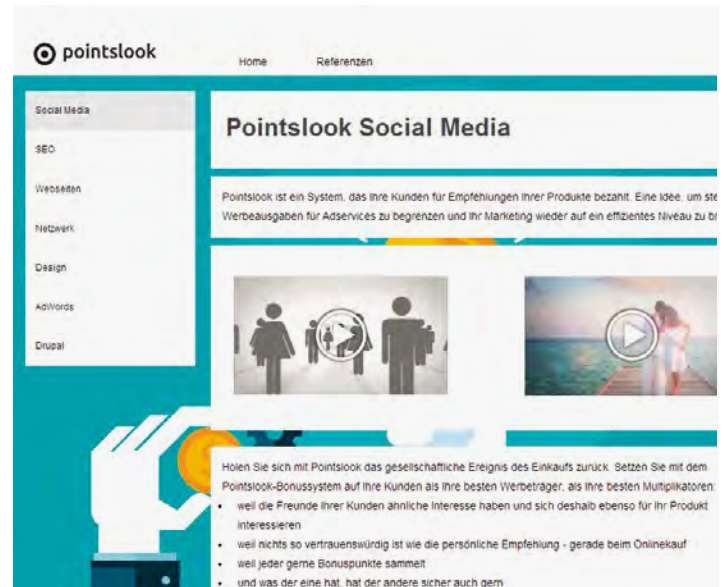 pointslook
Home Referenzen
Social Media
SEO
Webseiten
Netzwerk
Design
AdWords
Drupal
Pointslook Social Media
Pointslook ist ein System, das Ihre Kunden für Empfehlungen Ihrer Produkte bezahlt. Eine Idee, um ste
Werbeausgaben für Adservices zu begrenzen und Ihr Marketing wieder auf ein effizientes Niveau zu br
Holen Sie sich mit Pointslook das gesellschaftliche Ereignis des Einkaufs zurück. Setzen Sie mit dem
Pointslook-Bonussystem auf Ihre Kunden als Ihre besten Werbeträger, als Ihre besten Multiplikatoren:
• weil die Freunde Ihrer Kunden ähnliche Interesse haben und sich deshalb ebenso für Ihr Produkt
interessieren
• weil nichts so vertrauenswürdig ist wie die persönliche Empfehlung - gerade beim Onlinekauf
• weil jeder gerne Bonuspunkte sammelt
• und was der eine hat, hat der andere sicher auch gern